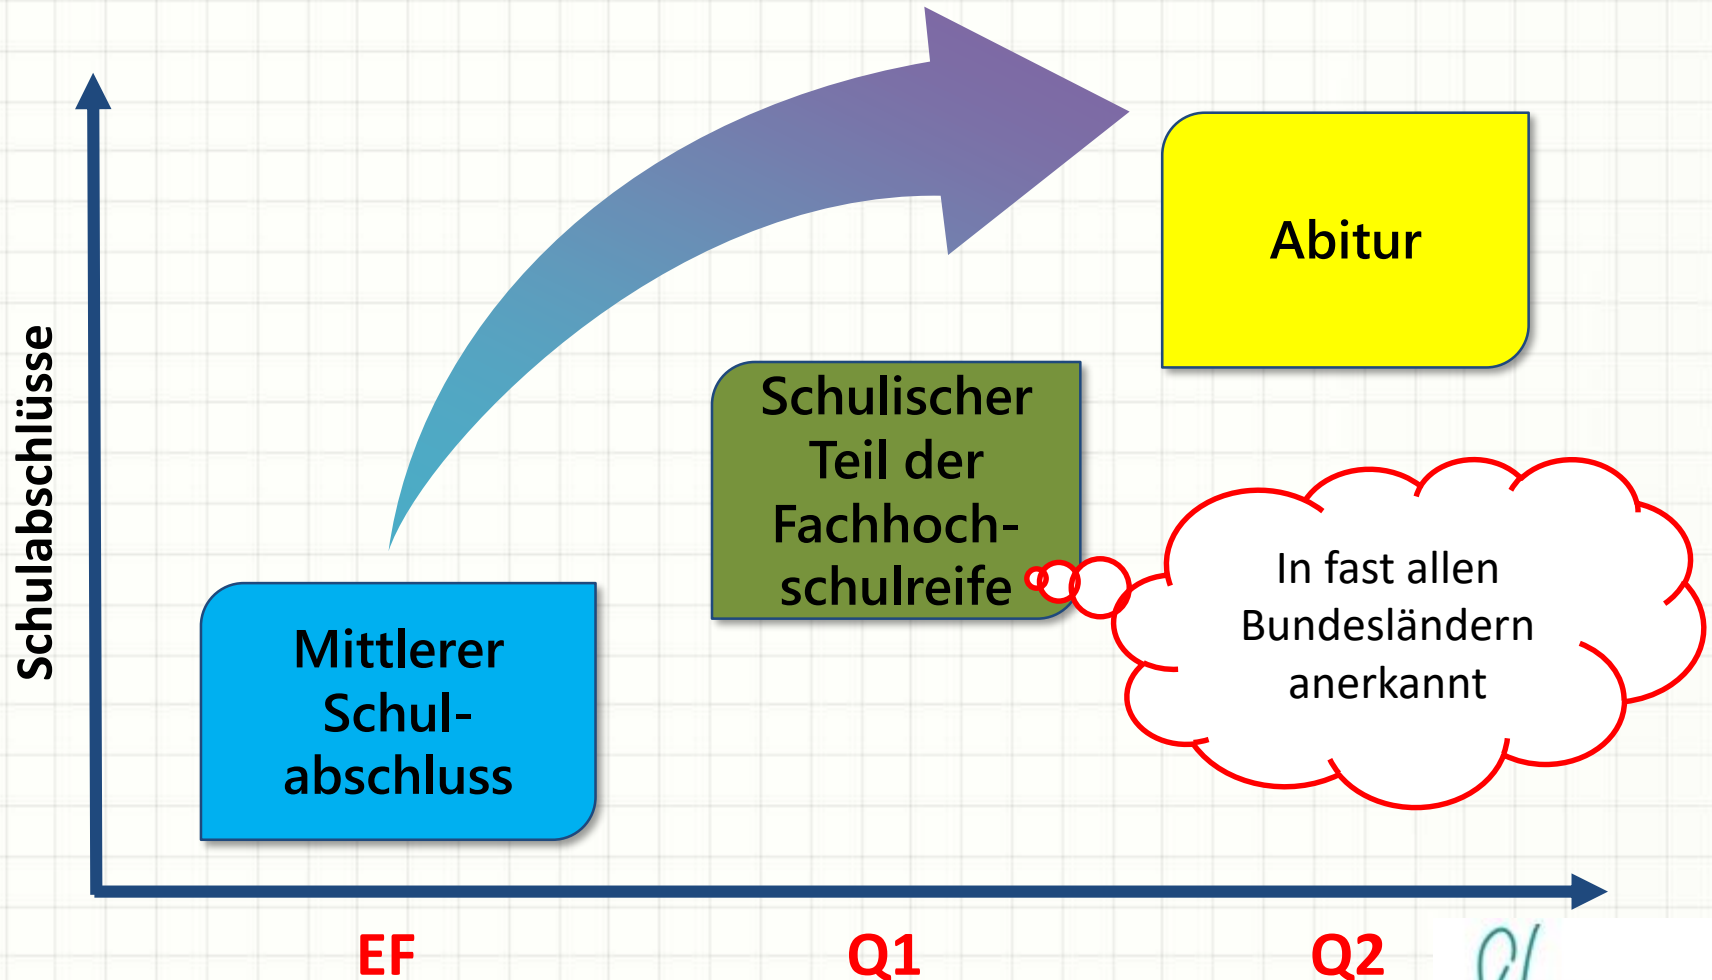 Schulabschlüsse
Abitur
Schulischer
Teil der
Fachhoch-
schulreife
In fast allen
Bundesländern
anerkannt
Mittlerer
Schul-
abschluss
EF
Q1
Q2